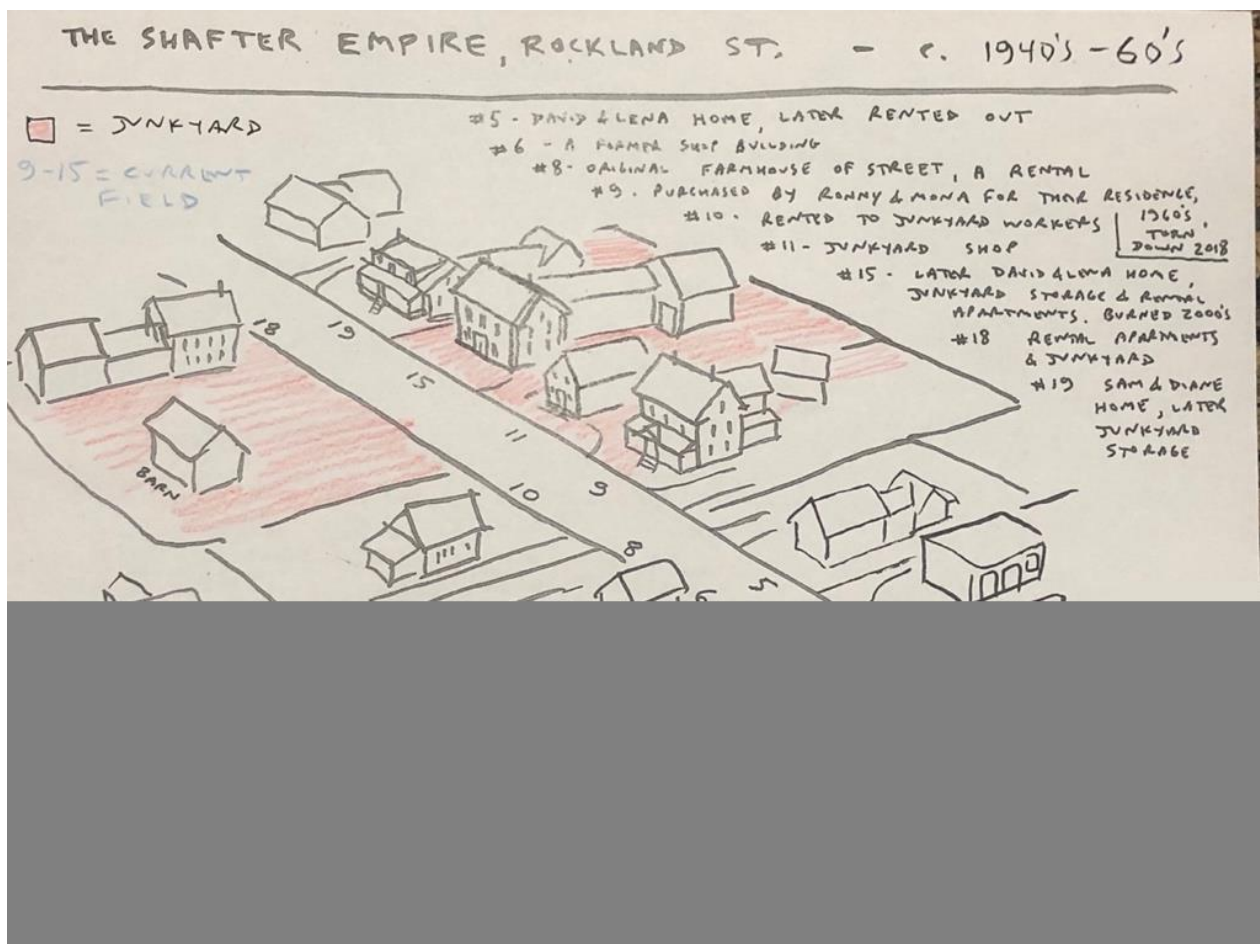 THE SHAFTER EMPIRE, ROCKLAND ST. - c. 1940's-60's
= JUNKYARD
9-15 = CURRENT
FIELD
#5 - DAVID & LENA HOME, LATER RENTED OUT
#6 - A FORMER SHOP BUILDING
#8 - ORIGINAL FARMHOUSE OF STREET, A RENTAL
#9. PURCHASED BY RONNY & MONA FOR THAR RESIDENCE,
1960's,
TORN
DOWN 2018
#10. RENTED TO JUNKYARD WORKERS
#11 - JUNKYARD SHOP
#15 - LATER DAVID & LENA HOME,
JUNKYARD STORAGE & RENTAL
APARTMENTS. BURNED 2000's
#18 RENTAL APARMENTS
& JUNKYARD
#19 SAM & DIANE
HOME, LATER
JUNKYARD
STORAGE
18
19
15
11
BARN
10
9
8
5
6